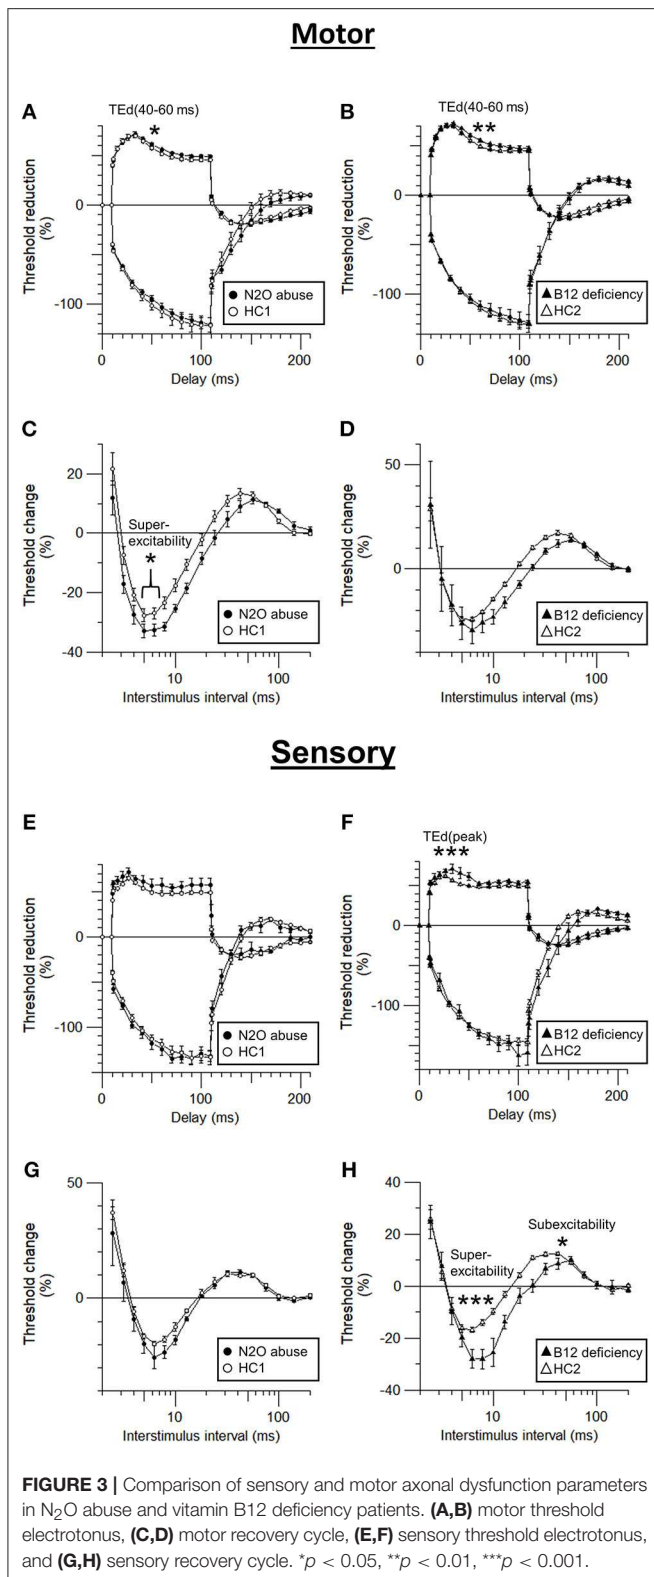 Motor
A
TEd(40-60 ms)
*
Threshold reduction
(%)
0
-100
N2O abuse
HC1
0 100 200
Delay (ms)
B
TEd(40-60 ms)
**
Threshold reduction
(%)
0
-100
B12 deficiency
HC2
0 100 200
Delay (ms)
C
Threshold change
(%)
20
0
-20
-40
Super-
excitability
*
N2O abuse
HC1
10 100
Interstimulus interval (ms)
D
Threshold change
(%)
50
0
B12 deficiency
HC2
10 100
Interstimulus interval (ms)
Sensory
E
Threshold reduction
(%)
0
-100
N2O abuse
HC1
0 100 200
Delay (ms)
F
TEd(peak)
***
Threshold reduction
(%)
0
-100
B12 deficiency
HC2
0 100 200
Delay (ms)
G
Threshold change
(%)
50
0
N2O abuse
HC1
10 100
Interstimulus interval (ms)
H
Threshold change
(%)
40
20
0
-20
-40
Subexcitability
*
Super-
excitability
***
B12 deficiency
HC2
10 100
Interstimulus interval (ms)
FIGURE 3 | Comparison of sensory and motor axonal dysfunction parameters
in N₂O abuse and vitamin B12 deficiency patients. (A,B) motor threshold
electrotonus, (C,D) motor recovery cycle, (E,F) sensory threshold electrotonus,
and (G,H) sensory recovery cycle. *p < 0.05, **p < 0.01, ***p < 0.001.